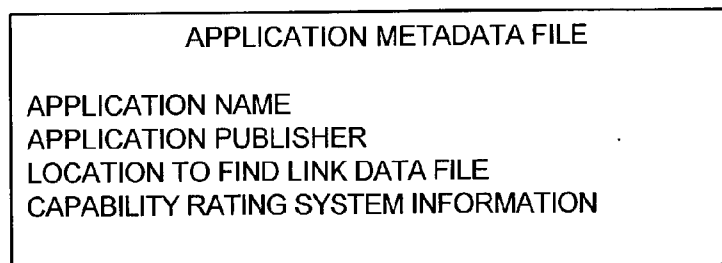 APPLICATION METADATA FILE
APPLICATION NAME
APPLICATION PUBLISHER
LOCATION TO FIND LINK DATA FILE
CAPABILITY RATING SYSTEM INFORMATION